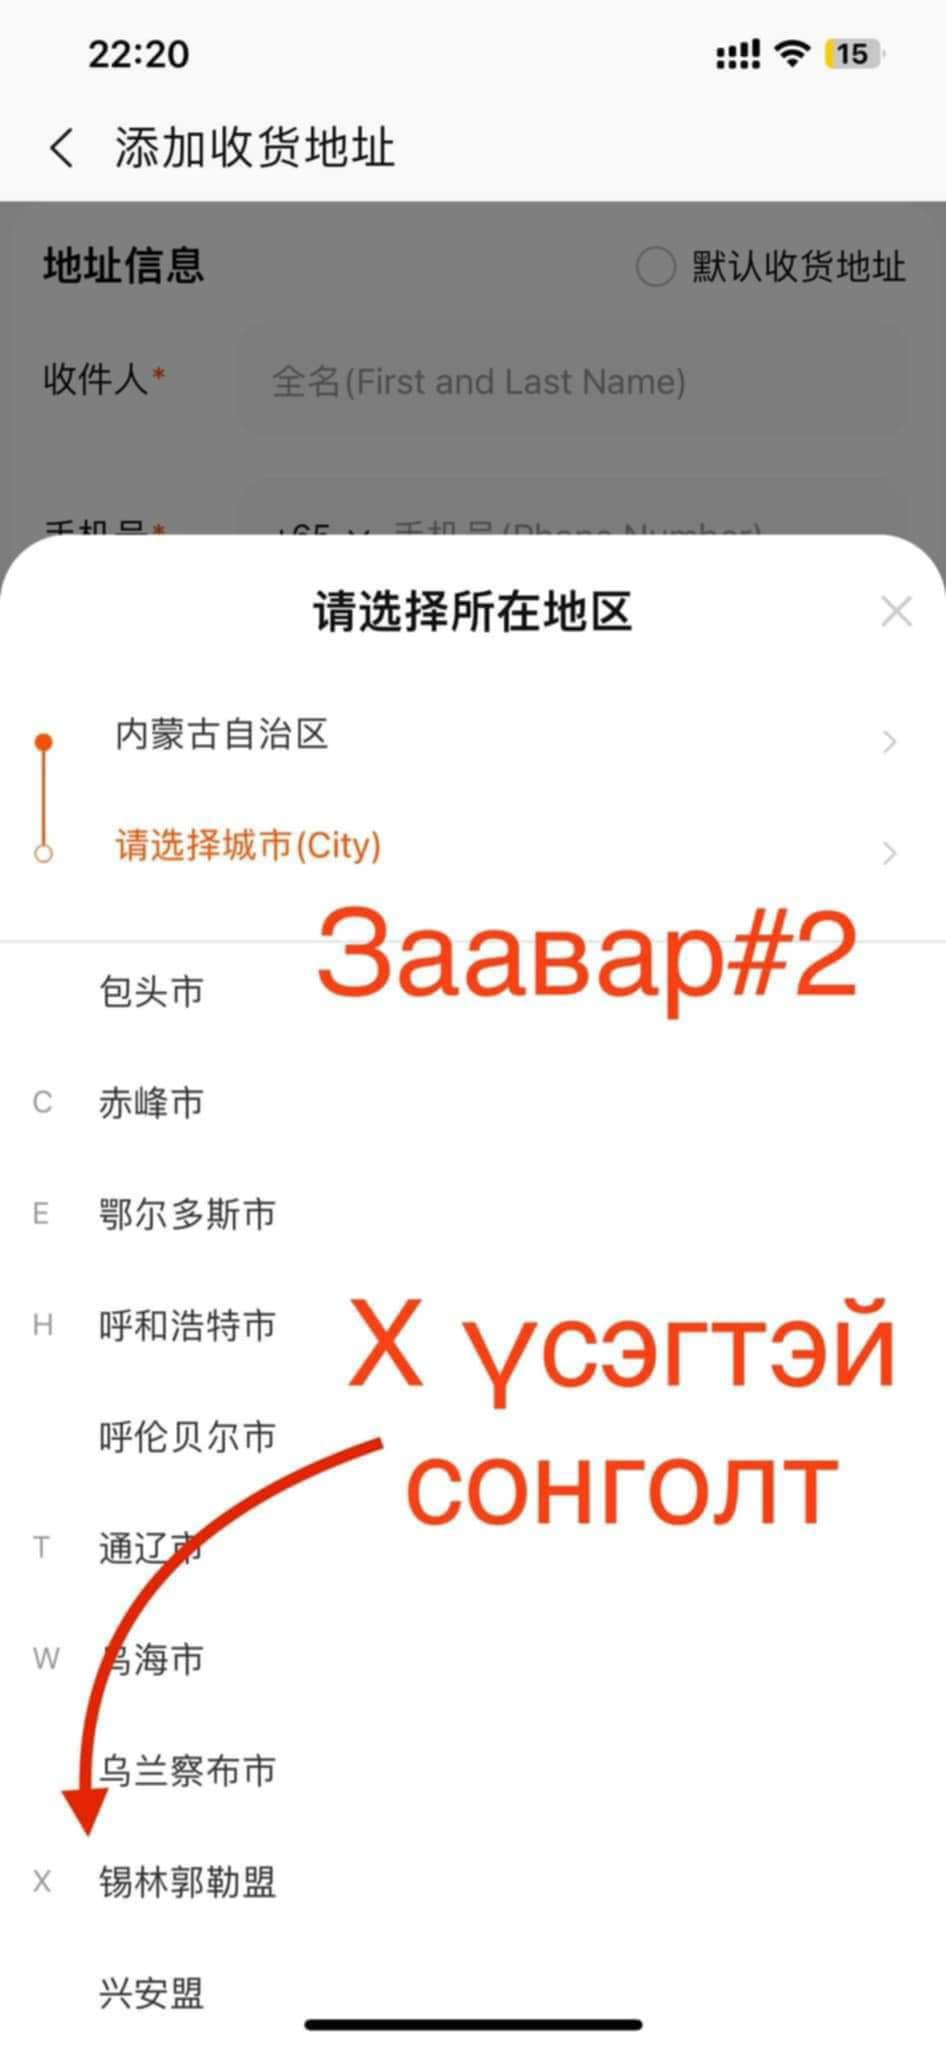 22:20
15
添加收货地址
地址信息
默认收货地址
收件人*
全名(First and Last Name)
手机号*
+65
手机号(Phone Number)
请选择所在地区
内蒙古自治区
请选择城市(City)
Заавар#2
包头市
C 赤峰市
E 鄂尔多斯市
H 呼和浩特市
Х үсэгтэй
сонголт
呼伦贝尔市
T 通辽市
W 乌海市
乌兰察布市
X 锡林郭勒盟
兴安盟